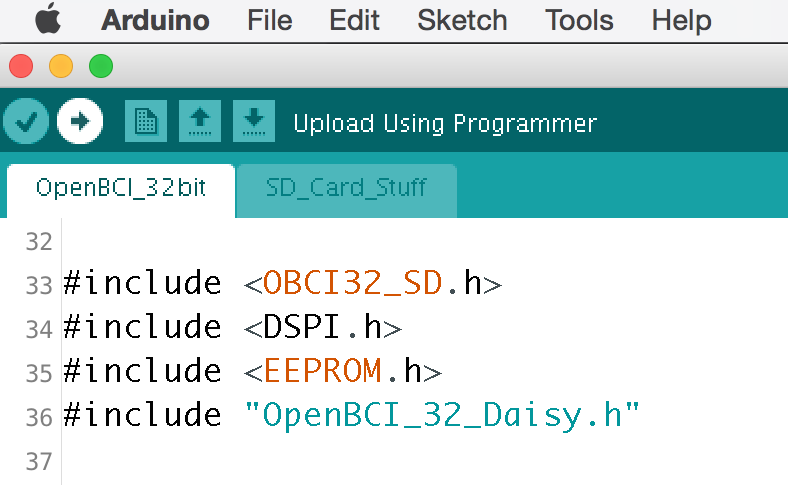 Arduino File Edit Sketch Tools Help
Upload Using Programmer
OpenBCI_32bit SD_Card_Stuff
32
33 #include <OBCI32_SD.h>
34 #include <DSPI.h>
35 #include <EEPROM.h>
36 #include "OpenBCI_32_Daisy.h"
37